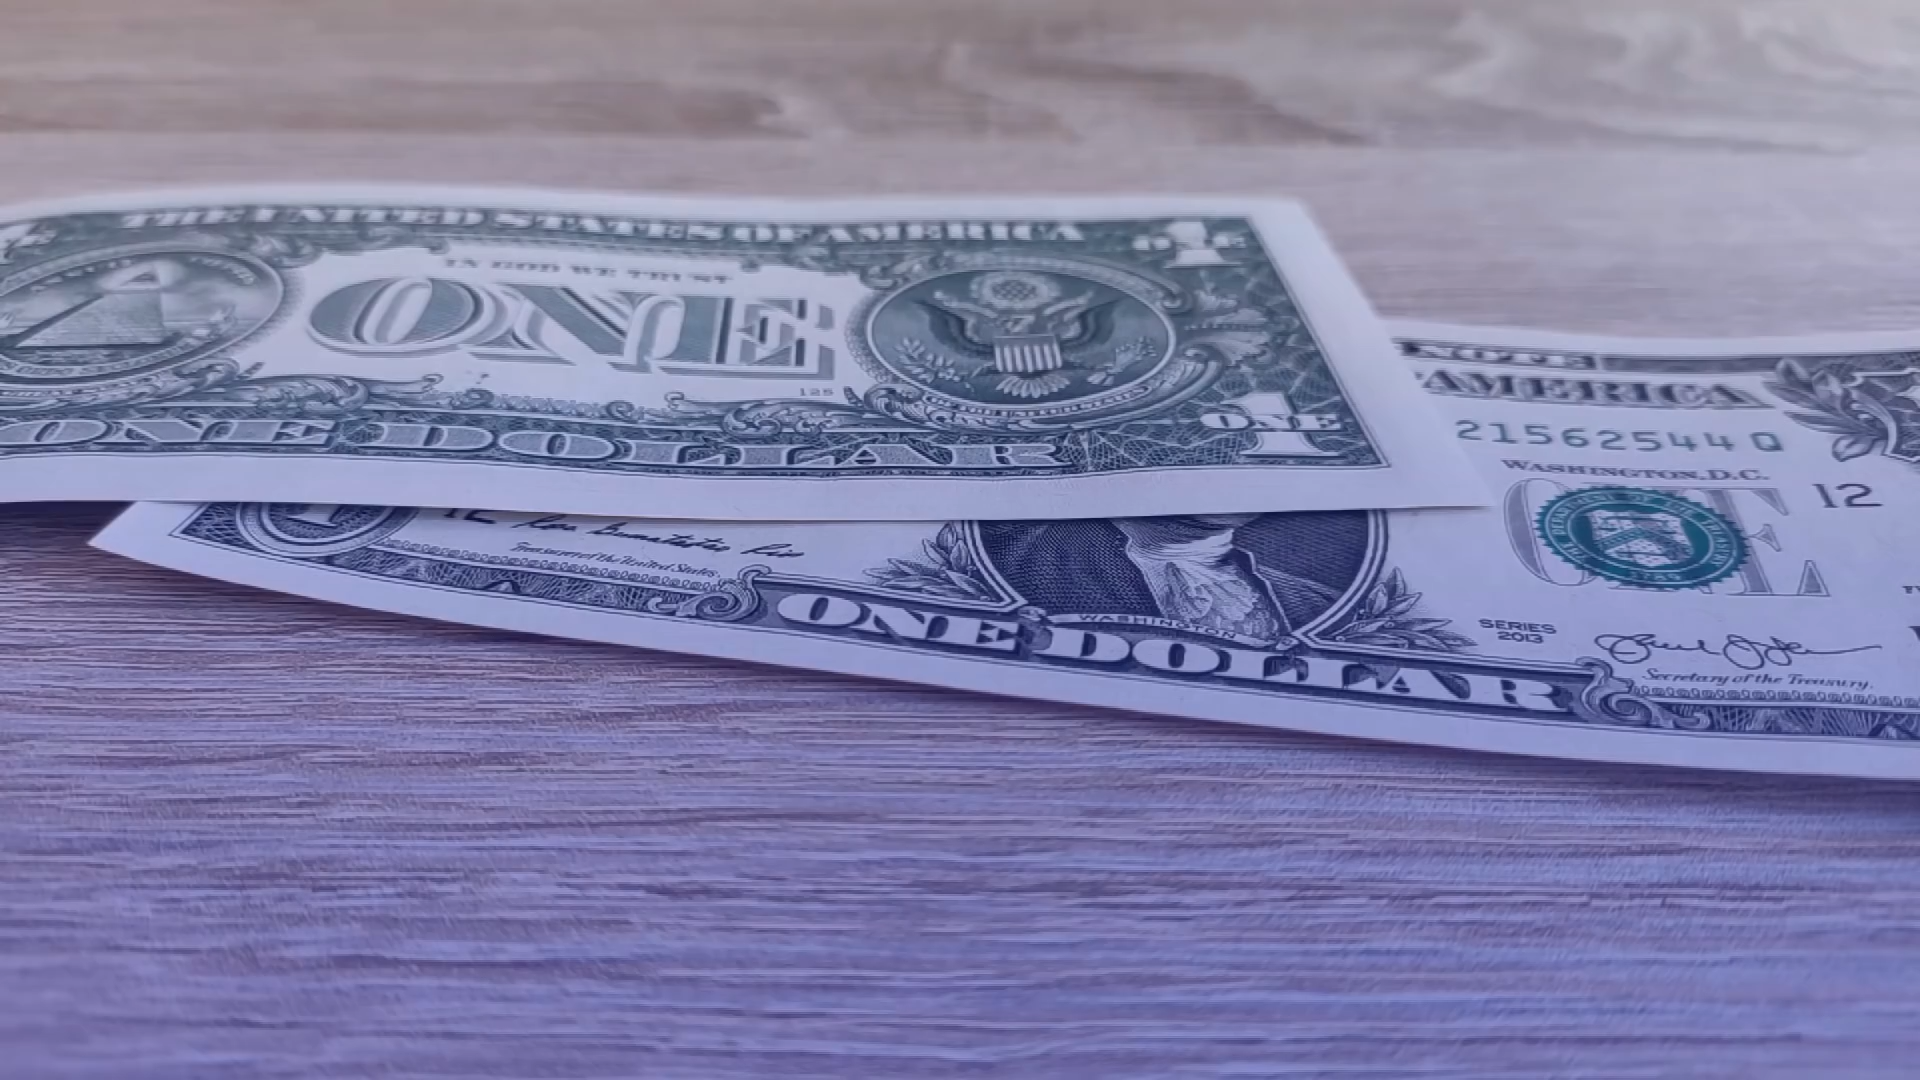 THE UNITED STATES OF AMERICA
ONE
IN GOD WE TRUST
ONE
125
ONE
ONE DOLLAR
NOTE
AMERICA
21562544 Q
WASHINGTON, D.C.
12
Treasurer of the United States.
WASHINGTON
ONE DOLLAR
SERIES
2013
Secretary of the Treasury.